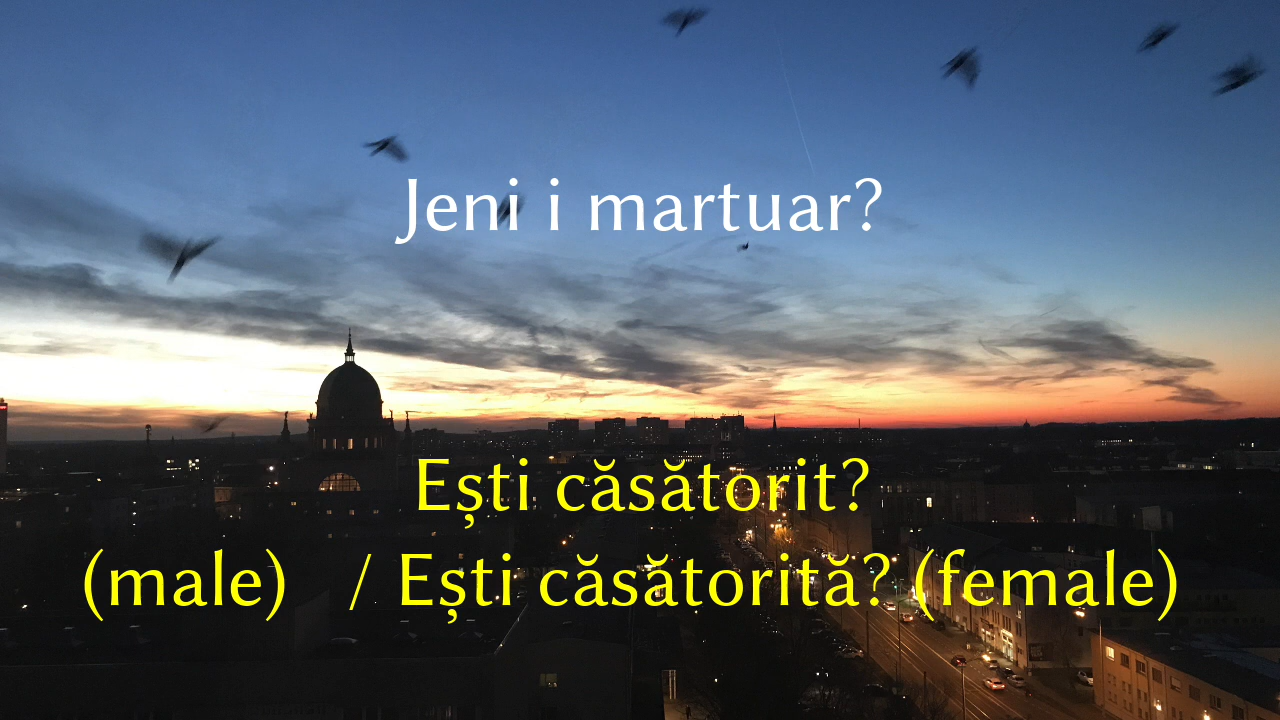 Jeni i martuar?
Ești căsătorit?
(male) / Ești căsătorită? (female)